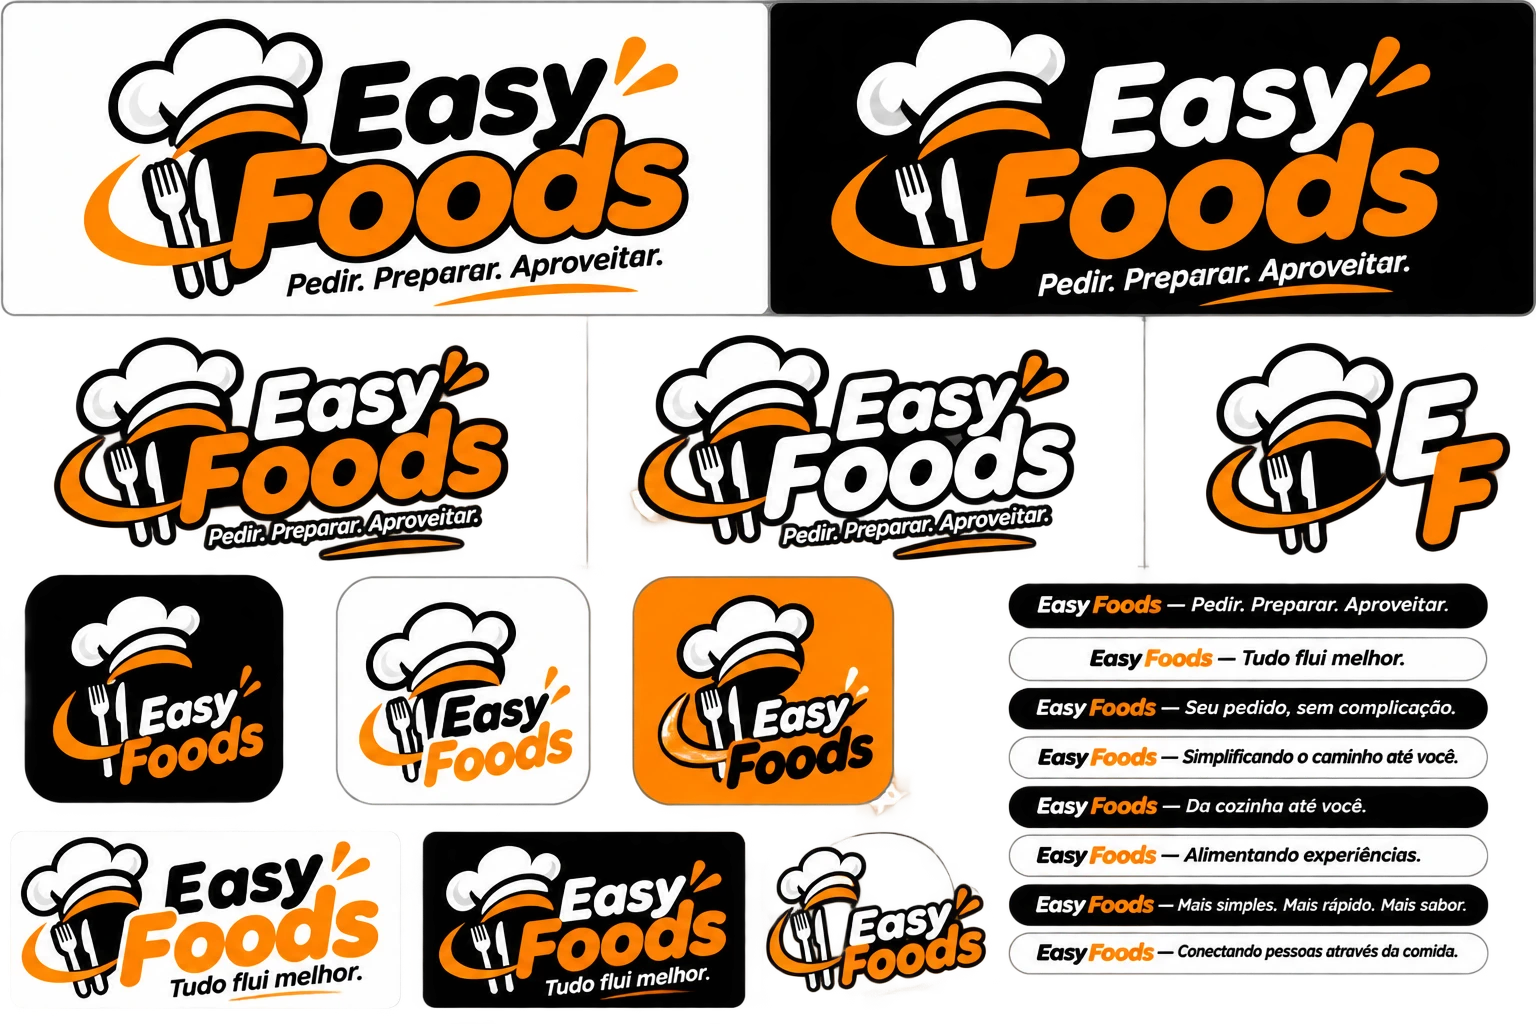 Easy
Foods
Pedir. Preparar. Aproveitar.
Easy
Foods
Pedir. Preparar. Aproveitar.
Easy
Foods
Pedir. Preparar. Aproveitar.
Easy
Foods
Pedir. Preparar. Aproveitar.
E
F
Easy
Foods
Easy
Foods
Easy
Foods
Easy Foods — Pedir. Preparar. Aproveitar.
Easy Foods — Tudo flui melhor.
Easy Foods — Seu pedido, sem complicação.
Easy Foods — Simplificando o caminho até você.
Easy Foods — Da cozinha até você.
Easy Foods — Alimentando experiências.
Easy Foods — Mais simples. Mais rápido. Mais sabor.
Easy Foods — Conectando pessoas através da comida.
Easy
Foods
Tudo flui melhor.
Easy
Foods
Tudo flui melhor.
Easy
Foods